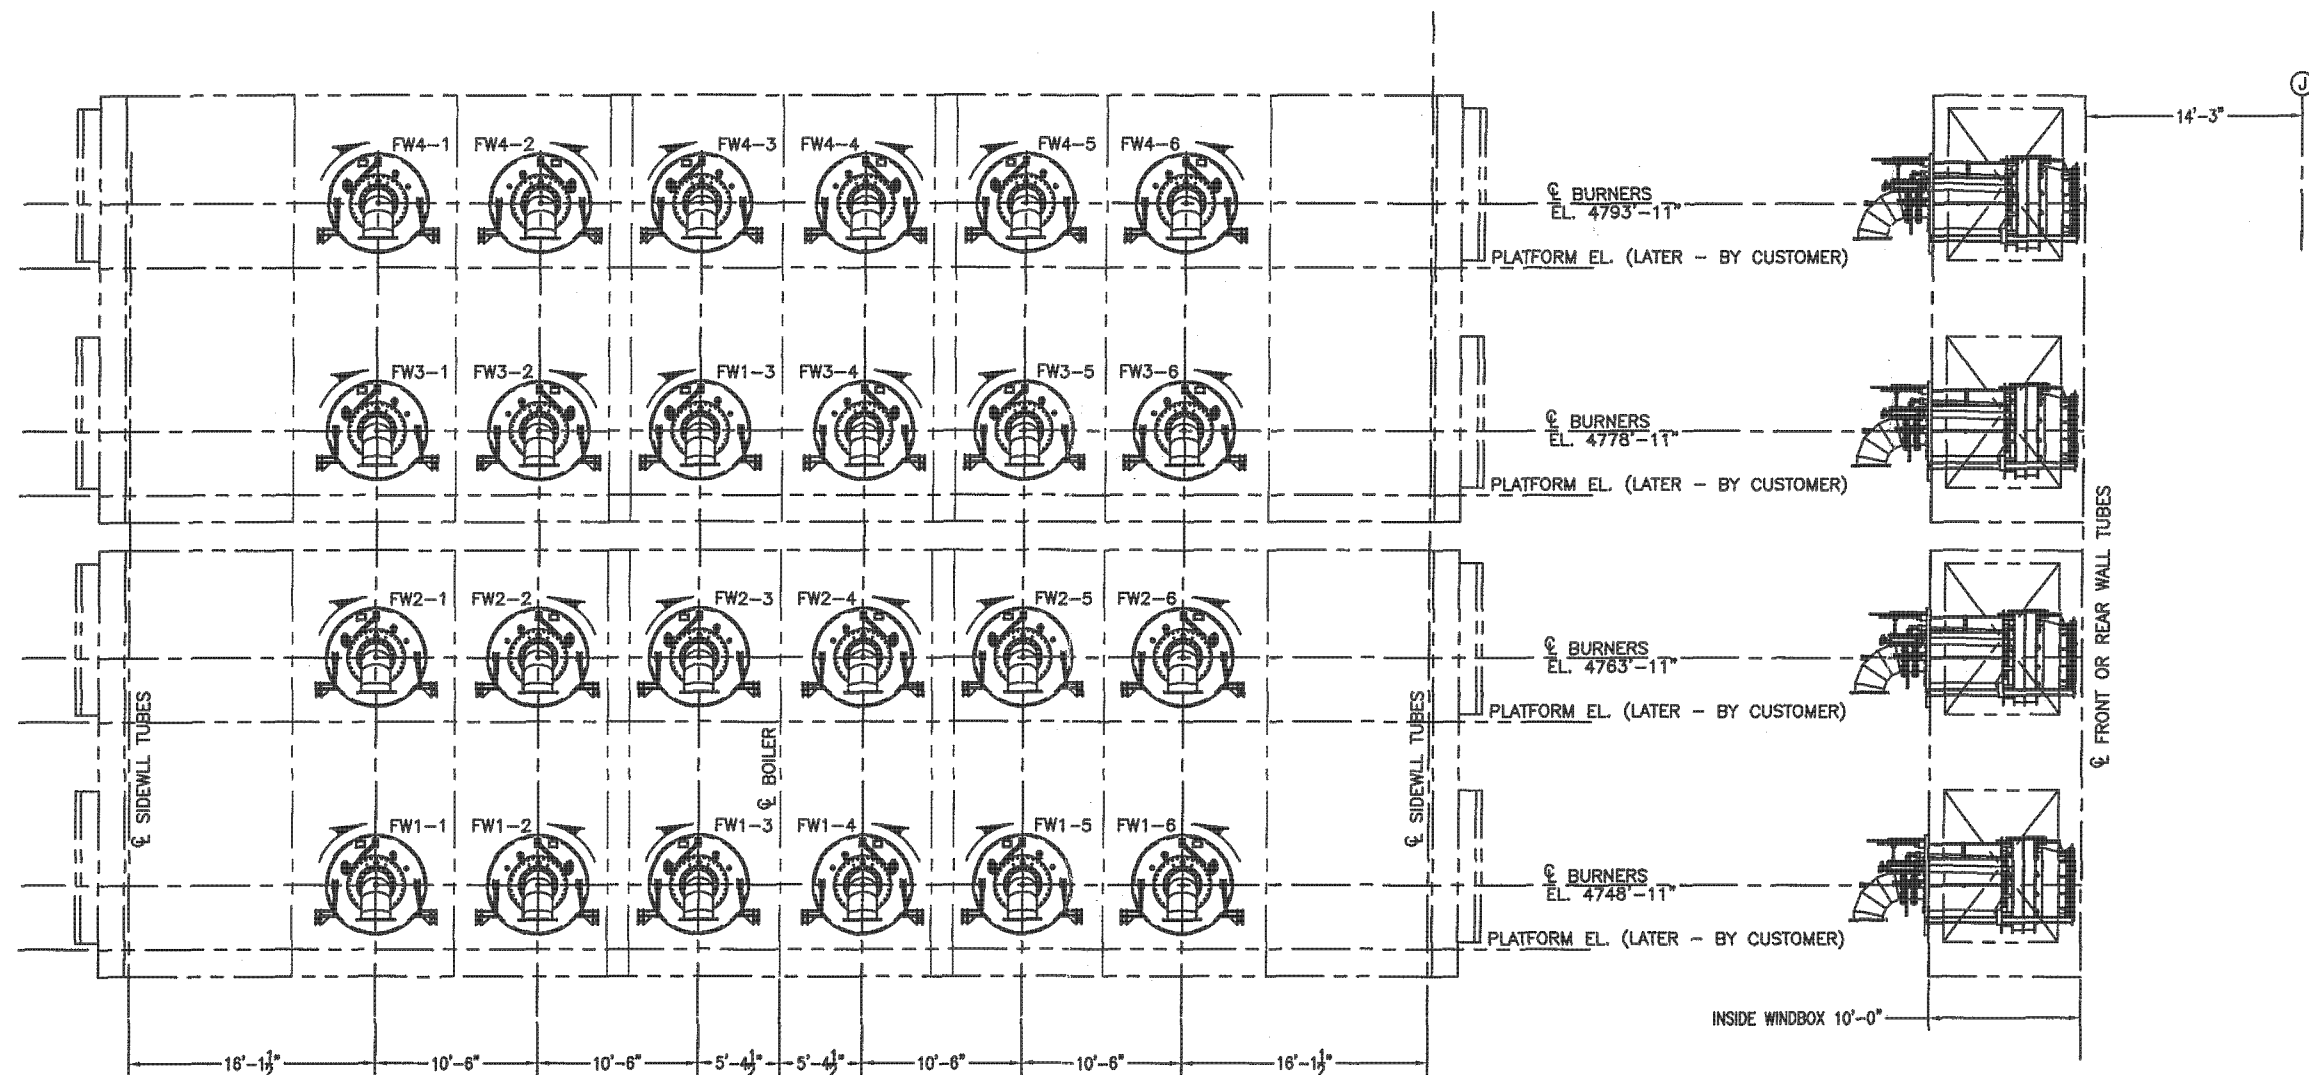 J
14'-3"
FW4-1 FW4-2 FW4-3 FW4-4 FW4-5 FW4-6
℄ BURNERS
EL. 4793'-11"
PLATFORM EL. (LATER - BY CUSTOMER)
FW3-1 FW3-2 FW1-3 FW3-4 FW3-5 FW3-6
℄ BURNERS
EL. 4778'-11"
PLATFORM EL. (LATER - BY CUSTOMER)
℄ FRONT OR REAR WALL TUBES
FW2-1 FW2-2 FW2-3 FW2-4 FW2-5 FW2-6
℄ BURNERS
EL. 4763'-11"
PLATFORM EL. (LATER - BY CUSTOMER)
℄ SIDEWLL TUBES
℄ BOILER
℄ SIDEWLL TUBES
FW1-1 FW1-2 FW1-3 FW1-4 FW1-5 FW1-6
℄ BURNERS
EL. 4748'-11"
PLATFORM EL. (LATER - BY CUSTOMER)
INSIDE WINDBOX 10'-0"
16'-1½" 10'-6" 10'-6" 5'-4½" 5'-4½" 10'-6" 10'-6" 16'-1½"